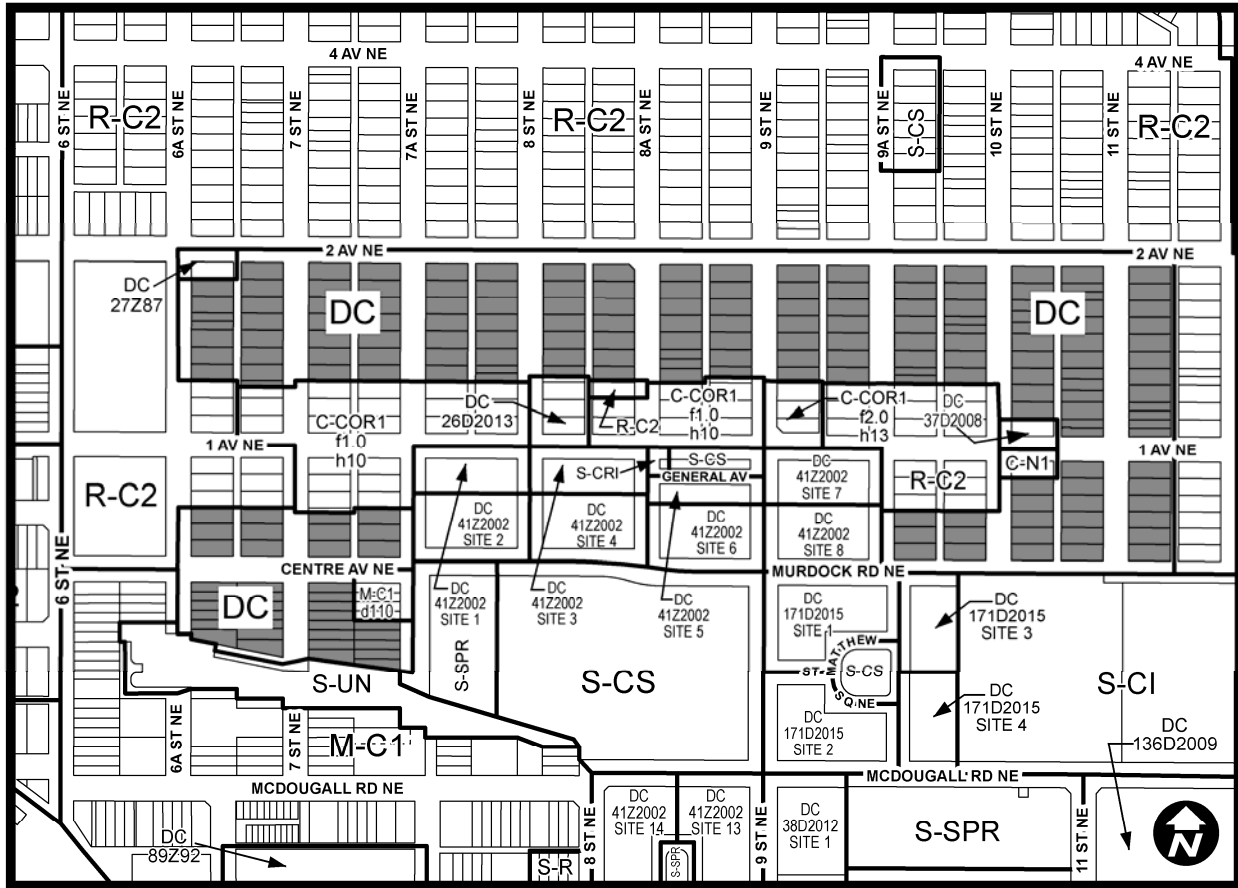 4 AV NE
4 AV NE
R-C2
R-C2
R-C2
S-CS
6 ST NE
6A ST NE
7 ST NE
7A ST NE
8 ST NE
8A ST NE
9 ST NE
9A ST NE
10 ST NE
11 ST NE
2 AV NE
2 AV NE
DC
27Z87
DC
DC
C-COR1
f1.0
h10
DC
26D2013
R-C2
C-COR1
f1.0
h10
C-COR1
f2.0
h13
DC
37D2008
1 AV NE
1 AV NE
R-C2
S-CRI
S-CS
GENERAL AV
DC
41Z2002
SITE 7
R-C2
C-N1
DC
41Z2002
SITE 2
DC
41Z2002
SITE 4
DC
41Z2002
SITE 6
DC
41Z2002
SITE 8
6 ST NE
CENTRE AV NE
MURDOCK RD NE
DC
M-C1
d110
DC
41Z2002
SITE 1
DC
41Z2002
SITE 3
DC
41Z2002
SITE 5
DC
171D2015
SITE 1
DC
171D2015
SITE 3
ST-MATTHEW
SQ NE
S-CS
S-UN
S-SPR
S-CS
S-CI
DC
171D2015
SITE 4
DC
171D2015
SITE 2
DC
136D2009
6A ST NE
7 ST NE
M-C1
MCDOUGALL RD NE
MCDOUGALL RD NE
DC
89Z92
S-R
8 ST NE
DC
41Z2002
SITE 14
S-SPR
DC
41Z2002
SITE 13
9 ST NE
DC
38D2012
SITE 1
S-SPR
11 ST NE
N